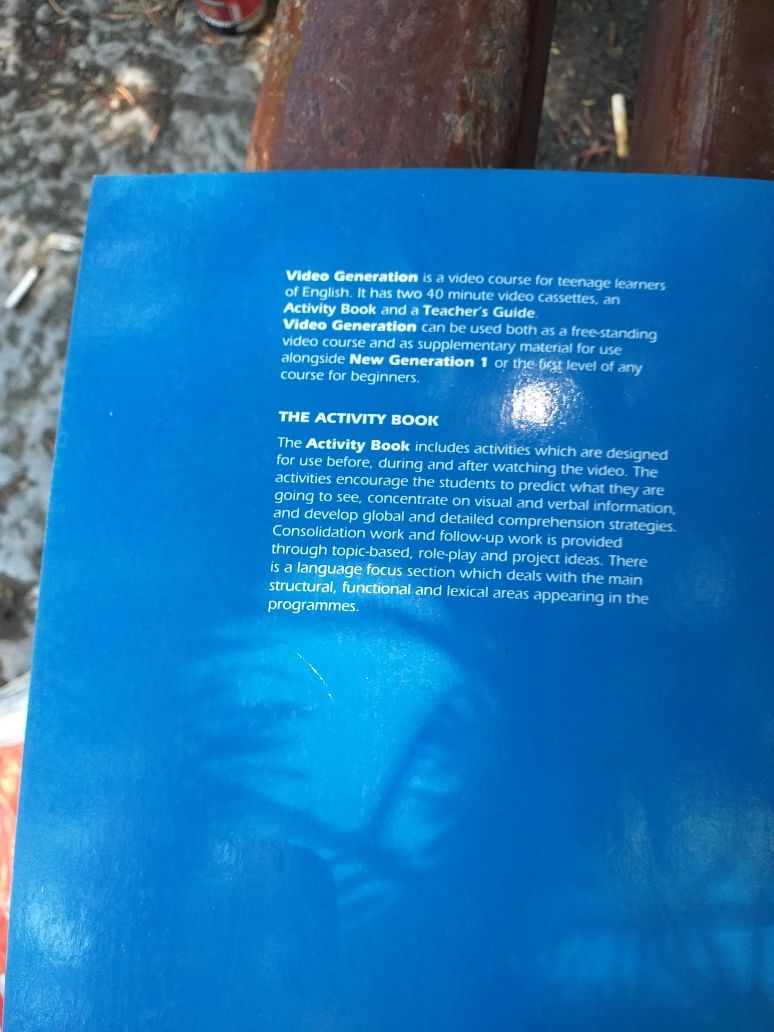 Video Generation is a video course for teenage learners
of English. It has two 40 minute video cassettes, an
Activity Book and a Teacher's Guide.
Video Generation can be used both as a free-standing
video course and as supplementary material for use
alongside New Generation 1 or the first level of any
course for beginners.
THE ACTIVITY BOOK
The Activity Book includes activities which are designed
for use before, during and after watching the video. The
activities encourage the students to predict what they are
going to see, concentrate on visual and verbal information,
and develop global and detailed comprehension strategies.
Consolidation work and follow-up work is provided
through topic-based, role-play and project ideas. There
is a language focus section which deals with the main
structural, functional and lexical areas appearing in the
programmes.